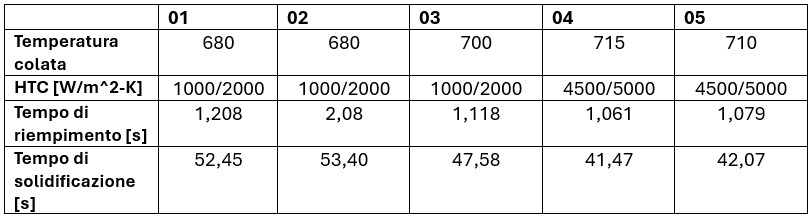 01 02 03 04 05
Temperatura
colata 680 680 700 715 710
HTC [W/m^2-K] 1000/2000 1000/2000 1000/2000 4500/5000 4500/5000
Tempo di
riempimento [s] 1,208 2,08 1,118 1,061 1,079
Tempo di
solidificazione
[s] 52,45 53,40 47,58 41,47 42,07